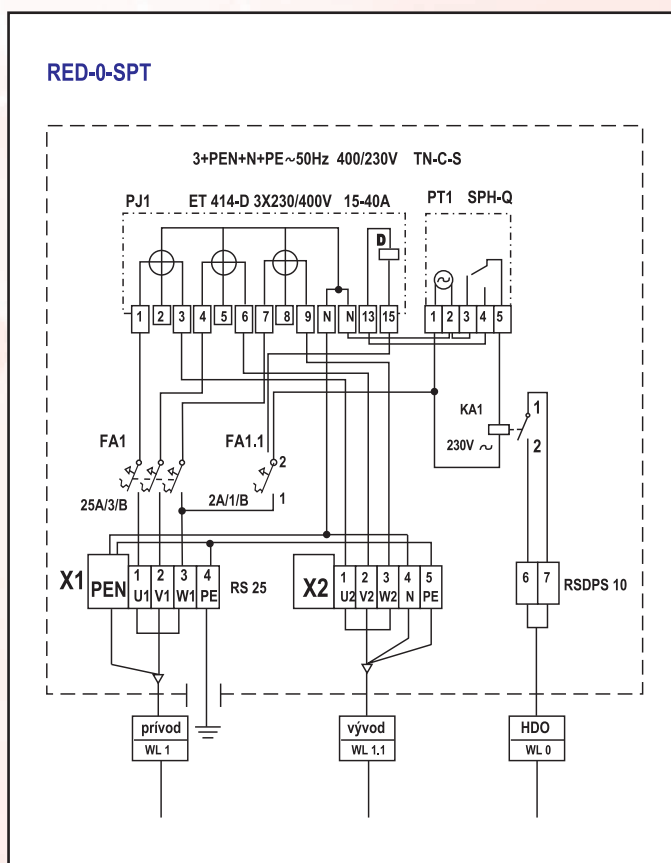 RED-0-SPT
3+PEN+N+PE~50Hz 400/230V TN-C-S
PJ1 ET 414-D 3X230/400V 15-40A
PT1 SPH-Q
D
1 2 3 4 5 6 7 8 9 N N 13 15
1 2 3 4 5
KA1
230V ~
1
2
FA1
25A/3/B
FA1.1
2A/1/B
2
1
X1 PEN
1 2 3 4
U1 V1 W1 PE
RS 25
X2
1 2 3 4 5
U2 V2 W2 N PE
6 7
RSDPS 10
prívod
WL 1
vývod
WL 1.1
HDO
WL 0